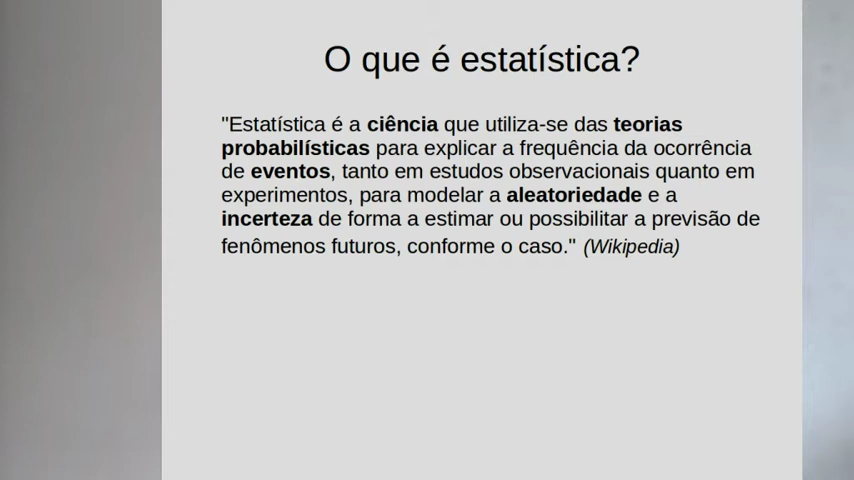 O que é estatística?
"Estatística é a ciência que utiliza-se das teorias
probabilísticas para explicar a frequência da ocorrência
de eventos, tanto em estudos observacionais quanto em
experimentos, para modelar a aleatoriedade e a
incerteza de forma a estimar ou possibilitar a previsão de
fenômenos futuros, conforme o caso." (Wikipedia)